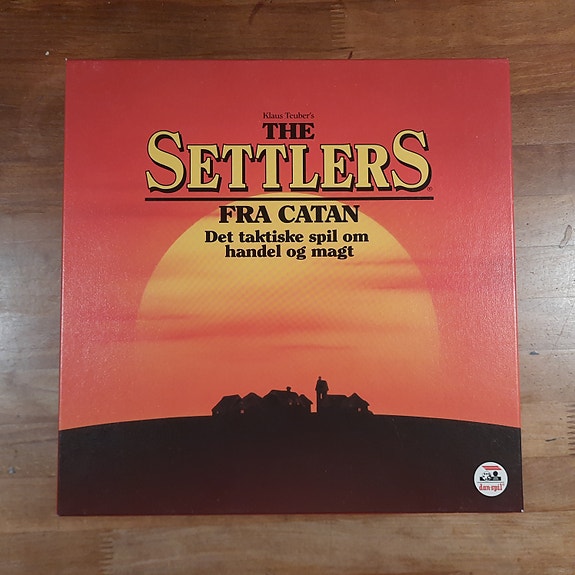 Klaus Teuber's
THE
SETTLERS®
FRA CATAN
Det taktiske spil om
handel og magt
dan-spil